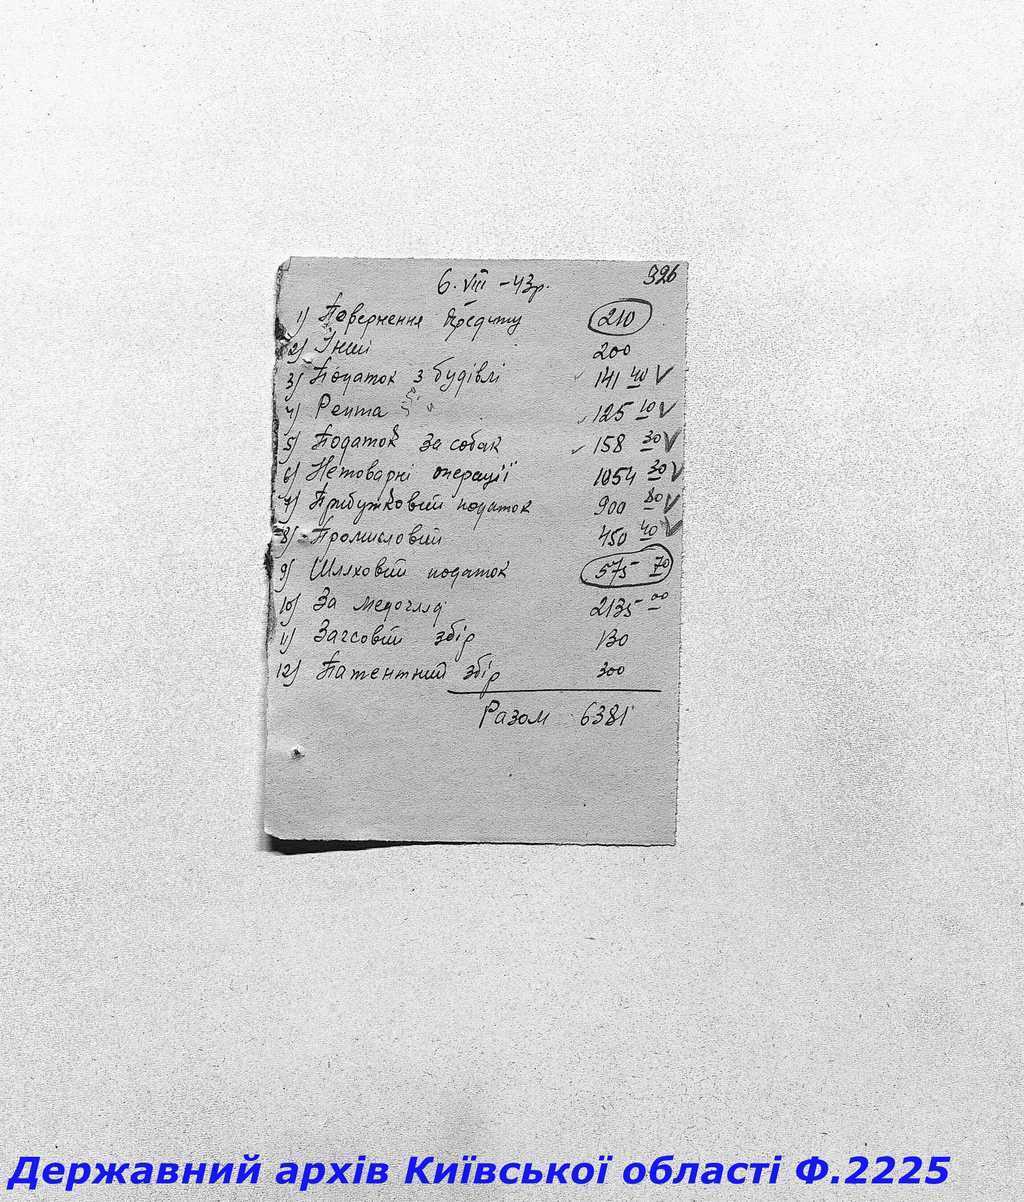 326
6. VIII – 43р.
1) Повернення кредиту 210
2) Інші 200
3) Податок з будівлі 141 40 ✓
4) Рента 125 10 ✓
5) Податок за собак 158 30 ✓
6) Нетоварні операції 1054 30 ✓
7) Прибутковий податок 900 80 ✓
8) Промисловий 450 40 ✓
9) Шляховий податок 575 70
10) За медогляд 2135 00
11) Загсовий збір 130
12) Патентний збір 300
Разом 6381
Державний архів Київської області Ф.2225